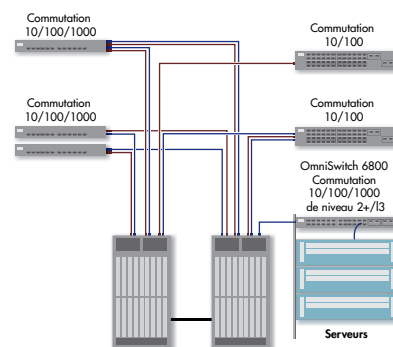 Commutation
10/100/1000
Commutation
10/100
Commutation
10/100/1000
Commutation
10/100
OmniSwitch 6800
Commutation
10/100/1000
de niveau 2+/l3
Serveurs